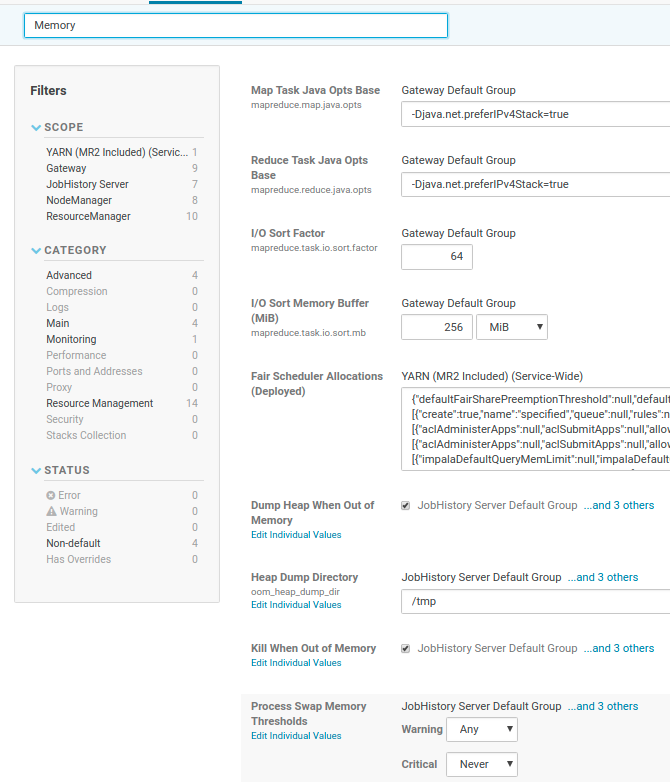 Memory
Filters
SCOPE
YARN (MR2 Included) (Servic... 1
Gateway 9
JobHistory Server 7
NodeManager 8
ResourceManager 10
CATEGORY
Advanced 4
Compression 0
Logs 0
Main 4
Monitoring 1
Performance 0
Ports and Addresses 0
Proxy 0
Resource Management 14
Security 0
Stacks Collection 0
STATUS
Error 0
Warning 0
Edited 0
Non-default 4
Has Overrides 0
Map Task Java Opts Base
mapreduce.map.java.opts
Gateway Default Group
-Djava.net.preferIPv4Stack=true
Reduce Task Java Opts
Base
mapreduce.reduce.java.opts
Gateway Default Group
-Djava.net.preferIPv4Stack=true
I/O Sort Factor
mapreduce.task.io.sort.factor
Gateway Default Group
64
I/O Sort Memory Buffer
(MiB)
mapreduce.task.io.sort.mb
Gateway Default Group
256 MiB
Fair Scheduler Allocations
(Deployed)
YARN (MR2 Included) (Service-Wide)
{"defaultFairSharePreemptionThreshold":null,"default
[{"create":true,"name":"specified","queue":null,"rules":n
[{"aclAdministerApps":null,"aclSubmitApps":null,"allow
[{"aclAdministerApps":null,"aclSubmitApps":null,"allow
[{"impalaDefaultQueryMemLimit":null,"impalaDefault
Dump Heap When Out of
Memory
Edit Individual Values
JobHistory Server Default Group ...and 3 others
Heap Dump Directory
oom_heap_dump_dir
Edit Individual Values
JobHistory Server Default Group ...and 3 others
/tmp
Kill When Out of Memory
Edit Individual Values
JobHistory Server Default Group ...and 3 others
Process Swap Memory
Thresholds
Edit Individual Values
JobHistory Server Default Group ...and 3 others
Warning Any
Critical Never